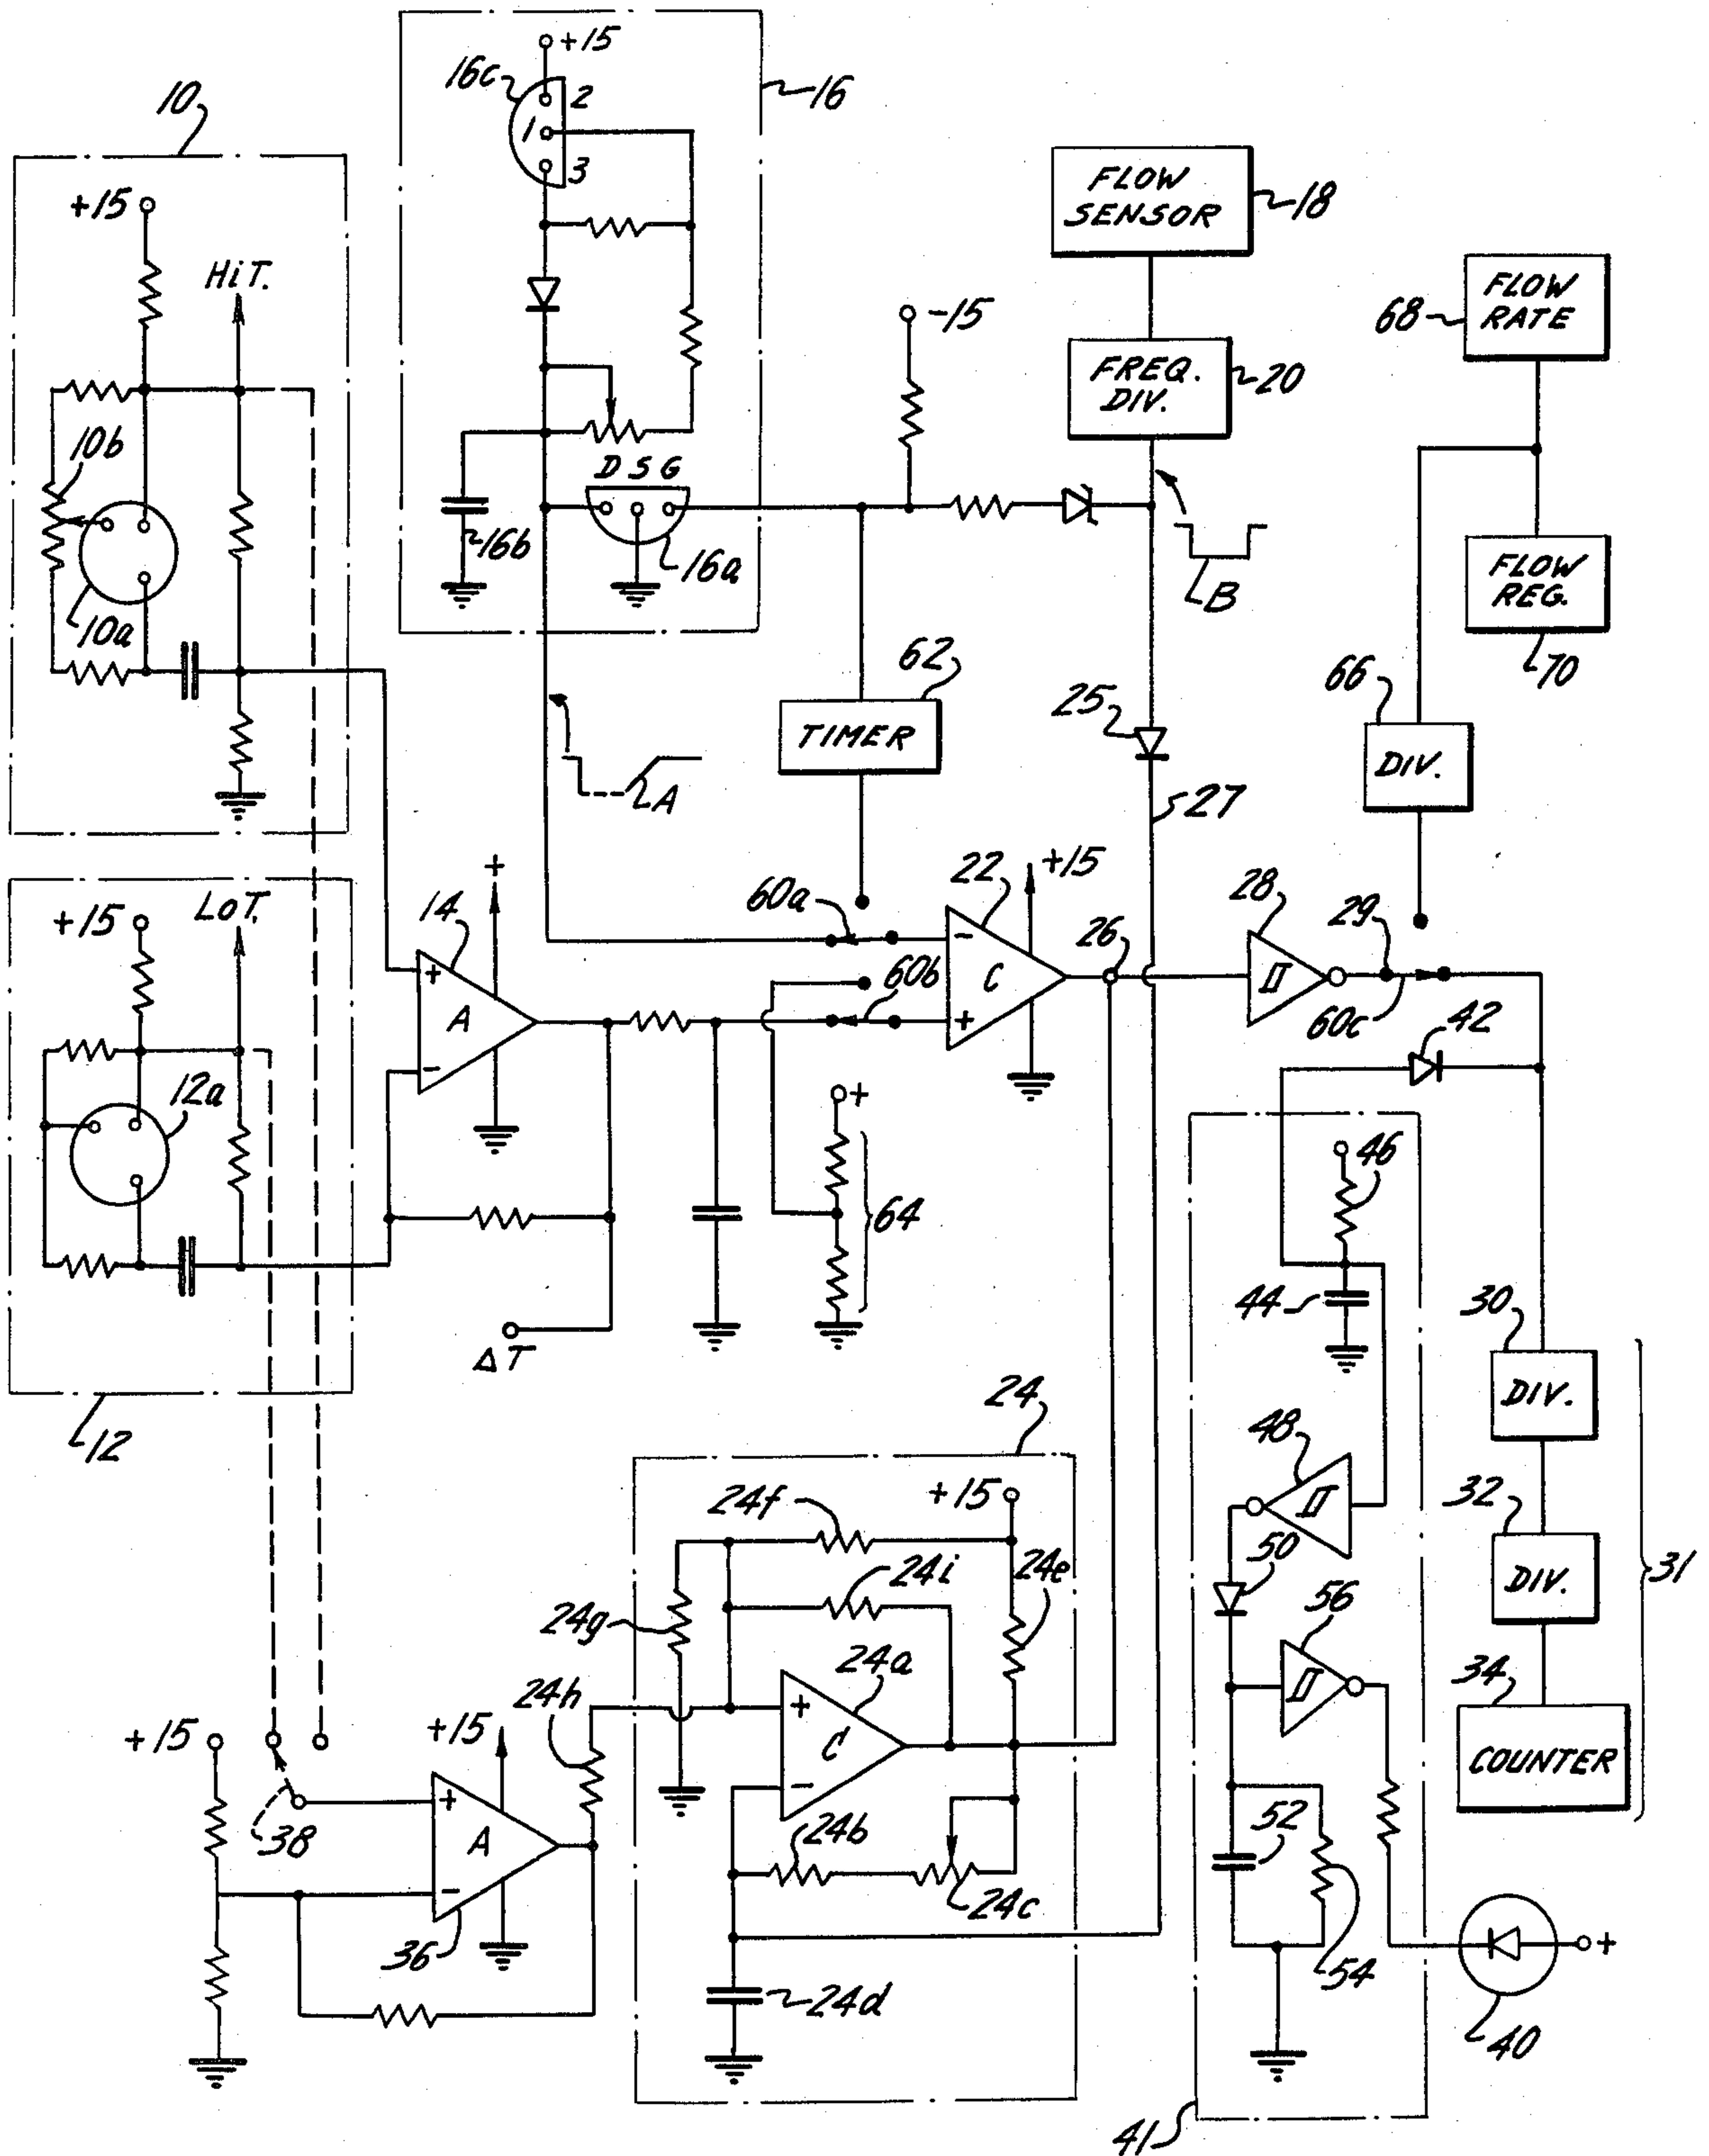 +15
16c
2
1
3
16
10
+15
HiT.
10b
10a
D S G
16b
16a
-15
FLOW
SENSOR
18
FREQ.
DIV.
20
B
FLOW
RATE
68
FLOW
REG.
70
66
DIV.
62
TIMER
25
27
A
+15
LoT.
12a
12
14
+
+
A
-
ΔT
60a
60b
22
+15
-
C
+
26
28
29
60c
42
+
64
46
44
30
DIV.
48
32
DIV.
31
50
56
34
COUNTER
52
54
40
+
41
24
24f
+15
24i
24e
24g
24a
+
C
-
24h
24b
24c
24d
+15
38
+15
+
A
-
36